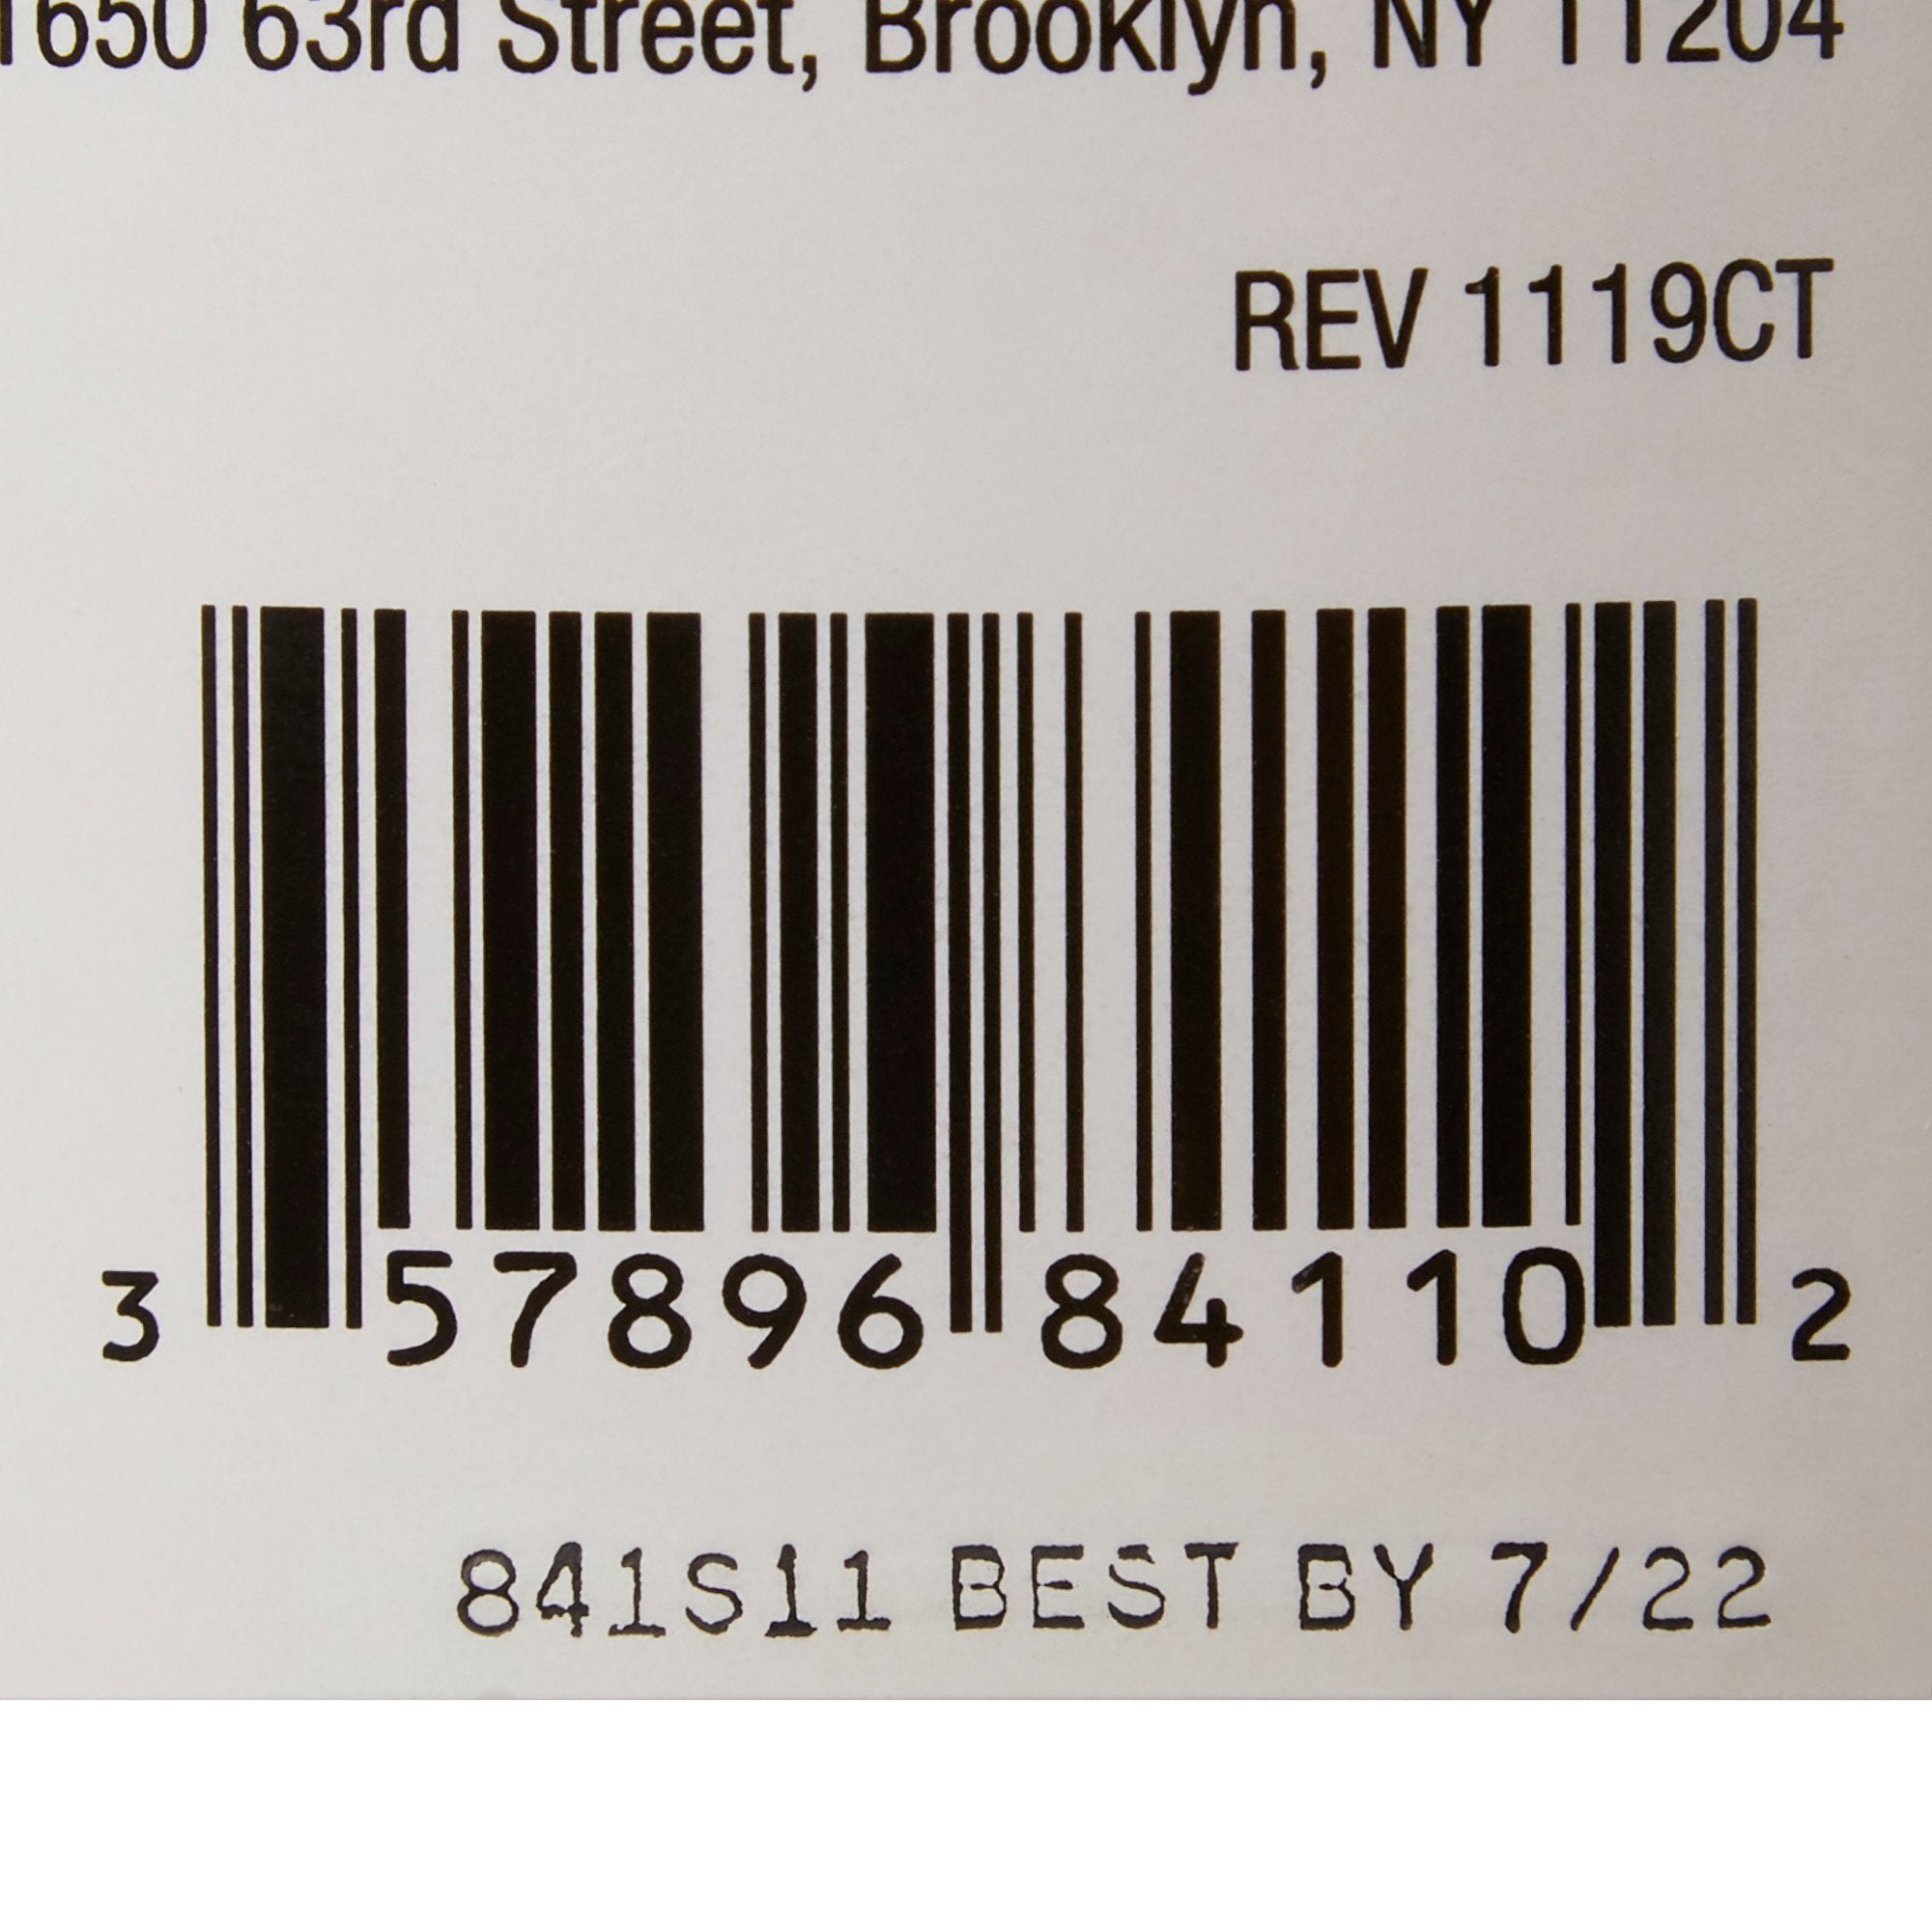 1650 63rd Street, Brooklyn, NY 11204
REV 1119CT
3 57896 84110 2
841S11 BEST BY 7/22